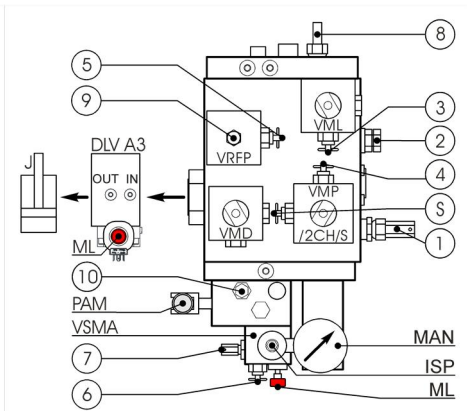 8
5
9
3
VML
2
DLV A3
J
VRFP
4
OUT IN
VMP
S
VMD
/2CH/S
1
ML
10
PAM
VSMA
MAN
7
ISP
6
ML